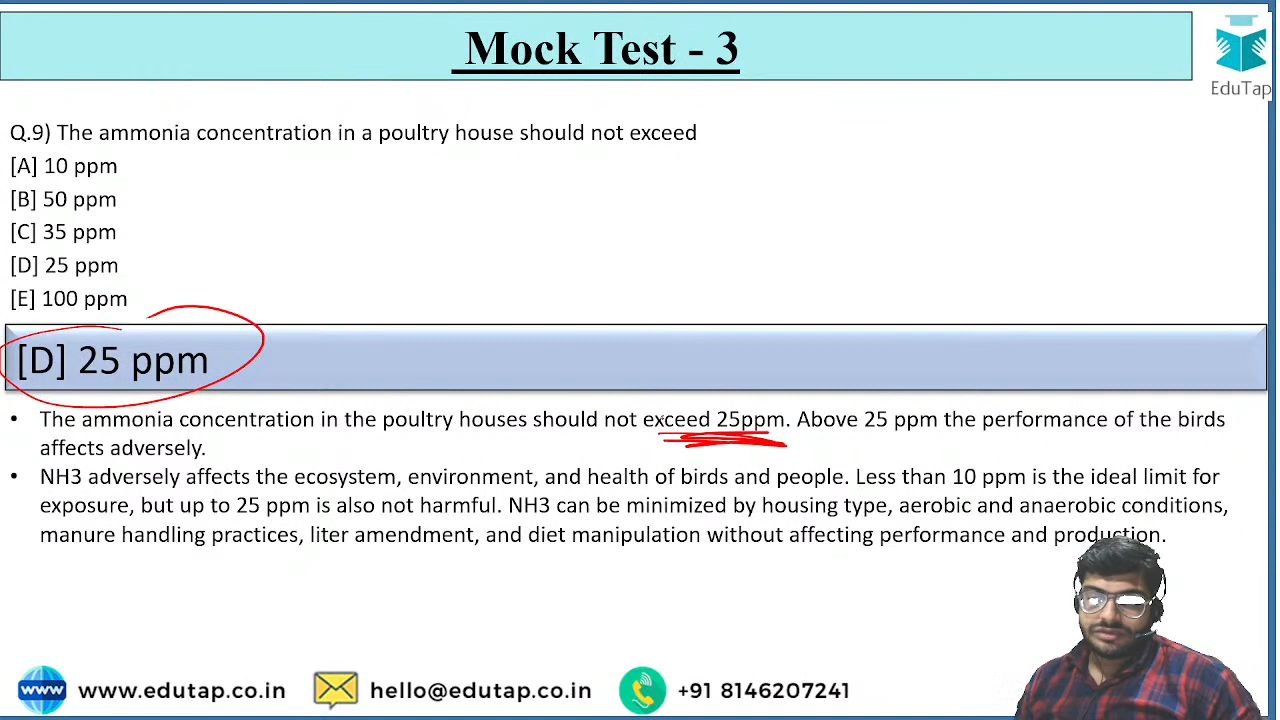 Mock Test - 3
EduTap
Q.9) The ammonia concentration in a poultry house should not exceed
[A] 10 ppm
[B] 50 ppm
[C] 35 ppm
[D] 25 ppm
[E] 100 ppm
[D] 25 ppm
• The ammonia concentration in the poultry houses should not exceed 25ppm. Above 25 ppm the performance of the birds
affects adversely.
• NH3 adversely affects the ecosystem, environment, and health of birds and people. Less than 10 ppm is the ideal limit for
exposure, but up to 25 ppm is also not harmful. NH3 can be minimized by housing type, aerobic and anaerobic conditions,
manure handling practices, liter amendment, and diet manipulation without affecting performance and production.
www www.edutap.co.in hello@edutap.co.in +91 8146207241